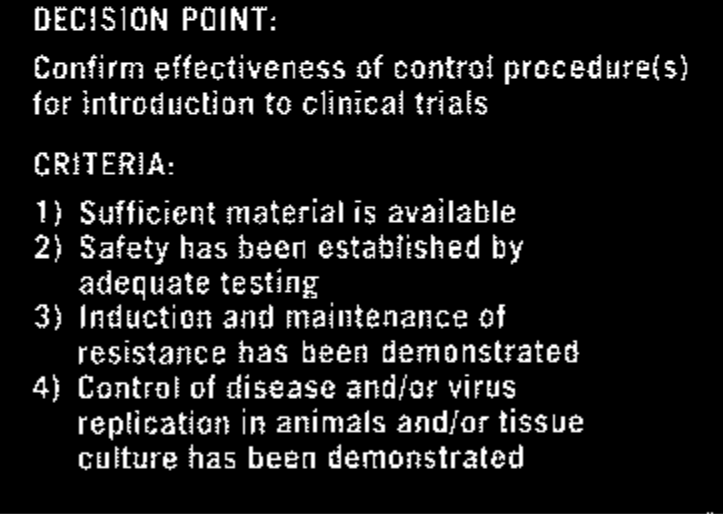 DECISION POINT:
Confirm effectiveness of control procedure(s)
for introduction to clinical trials
CRITERIA:
1) Sufficient material is available
2) Safety has been established by
adequate testing
3) Induction and maintenance of
resistance has been demonstrated
4) Control of disease and/or virus
replication in animals and/or tissue
culture has been demonstrated